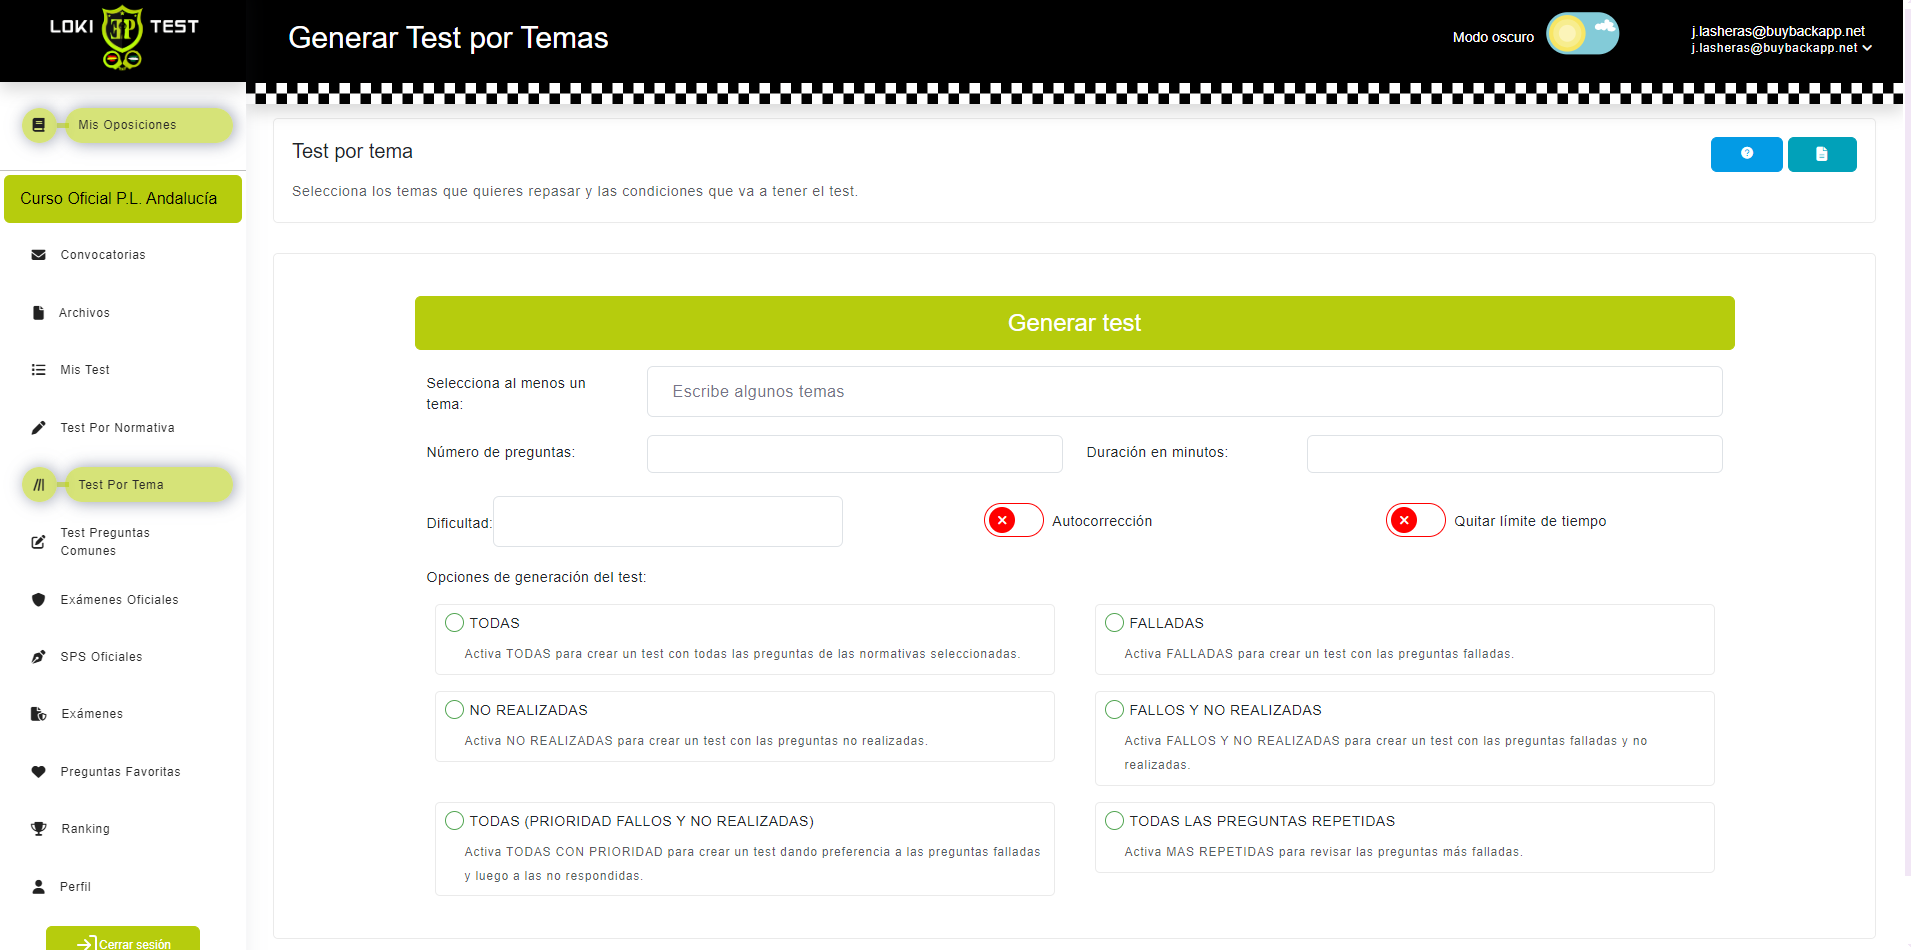 LOKI GP TEST
Generar Test por Temas
Modo oscuro
j.lasheras@buybackapp.net
j.lasheras@buybackapp.net
Mis Oposiciones
Curso Oficial P.L. Andalucía
Convocatorias
Archivos
Mis Test
Test Por Normativa
Test Por Tema
Test Preguntas
Comunes
Exámenes Oficiales
SPS Oficiales
Exámenes
Preguntas Favoritas
Ranking
Perfil
Cerrar sesión
Test por tema
Selecciona los temas que quieres repasar y las condiciones que va a tener el test.
Generar test
Selecciona al menos un
tema:
Escribe algunos temas
Número de preguntas:
Duración en minutos:
Dificultad:
Autocorrección
Quitar límite de tiempo
Opciones de generación del test:
TODAS
Activa TODAS para crear un test con todas las preguntas de las normativas seleccionadas.
FALLADAS
Activa FALLADAS para crear un test con las preguntas falladas.
NO REALIZADAS
Activa NO REALIZADAS para crear un test con las preguntas no realizadas.
FALLOS Y NO REALIZADAS
Activa FALLOS Y NO REALIZADAS para crear un test con las preguntas falladas y no
realizadas.
TODAS (PRIORIDAD FALLOS Y NO REALIZADAS)
Activa TODAS CON PRIORIDAD para crear un test dando preferencia a las preguntas falladas
y luego a las no respondidas.
TODAS LAS PREGUNTAS REPETIDAS
Activa MAS REPETIDAS para revisar las preguntas más falladas.